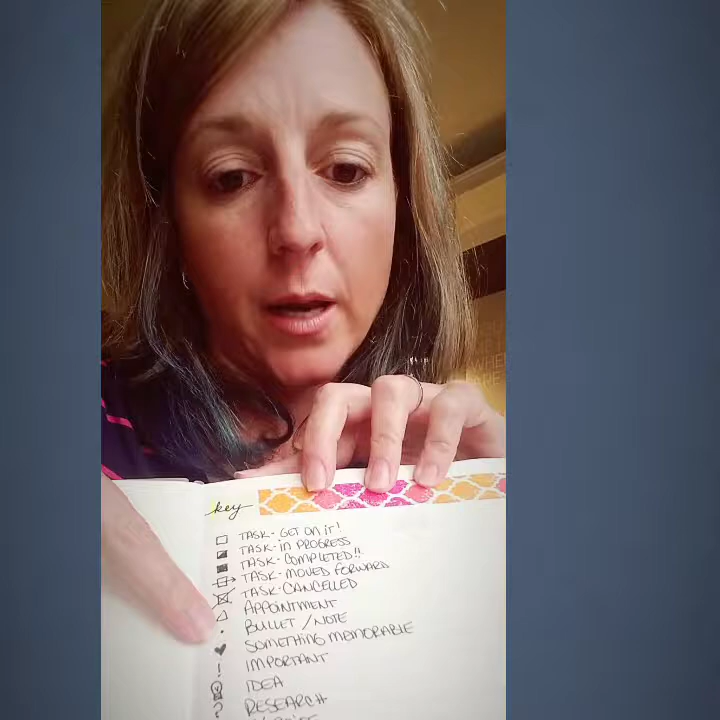 key
TASK- GET ON IT!
TASK- IN PROGRESS
TASK- COMPLETED!!
TASK- MOVED FORWARD
TASK- CANCELLED
APPOINTMENT
BULLET / NOTE
SOMETHING MEMORABLE
IMPORTANT
IDEA
RESEARCH